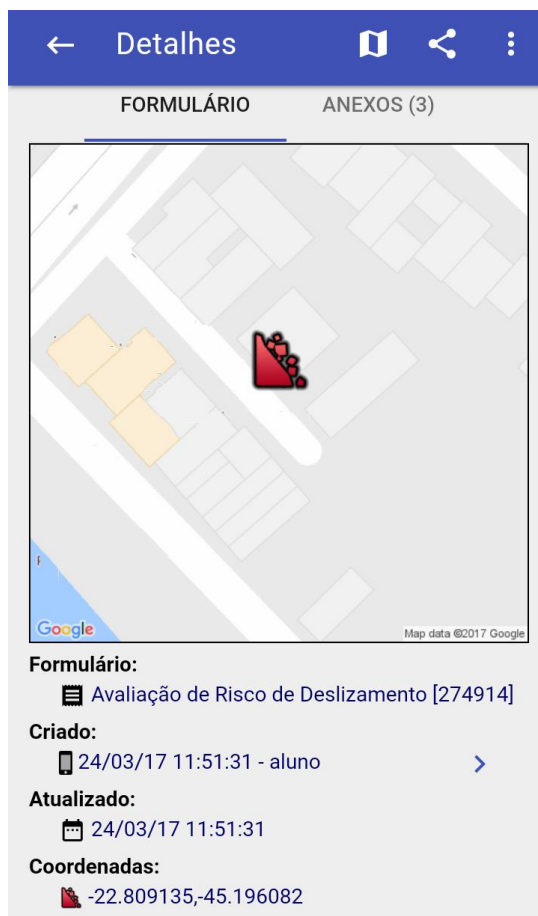 Detalhes
FORMULÁRIO
ANEXOS (3)
Google
Map data ©2017 Google
Formulário:
Avaliação de Risco de Deslizamento [274914]
Criado:
24/03/17 11:51:31 - aluno
Atualizado:
24/03/17 11:51:31
Coordenadas:
-22.809135,-45.196082